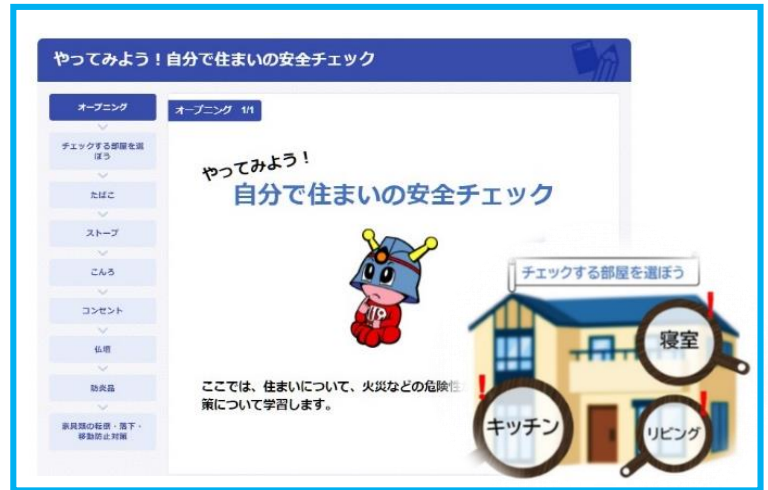 やってみよう！自分で住まいの安全チェック
オープニング
チェックする部屋を選
ぼう
たばこ
ストーブ
こんろ
コンセント
仏壇
防炎品
家具類の転倒・落下・
移動防止対策
オープニング 1/1
やってみよう！
自分で住まいの安全チェック
119
ここでは、住まいについて、火災などの危険性
策について学習します。
チェックする部屋を選ぼう
寝室
キッチン
リビング